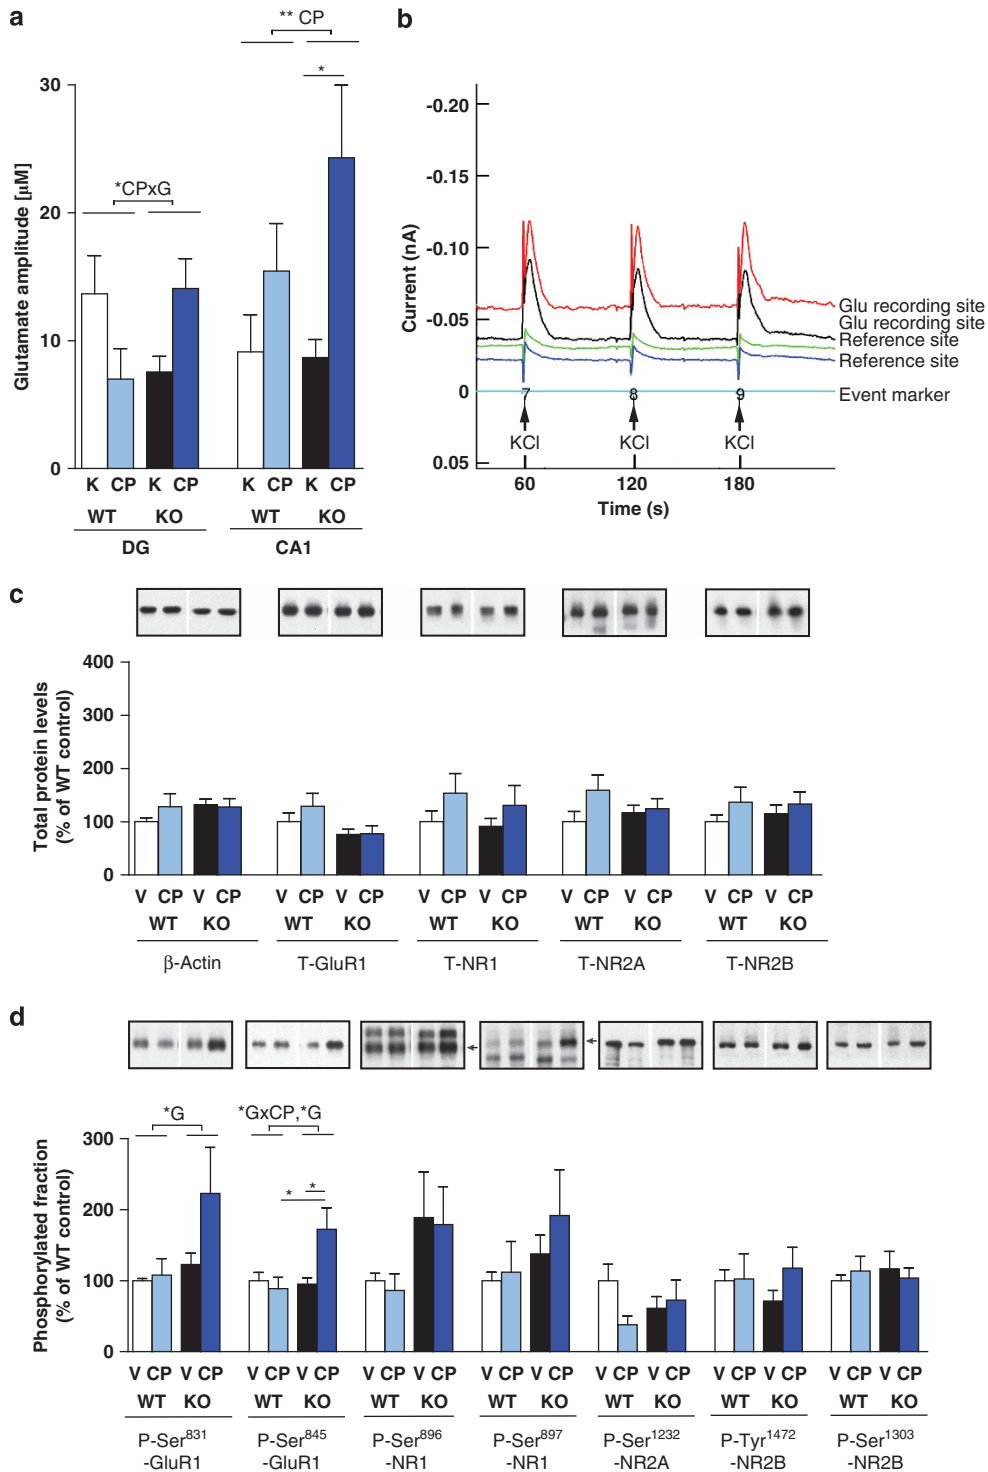 a
** CP
*
*CPxG
Glutamate amplitude [µM]
30
20
10
0
K CP K CP K CP K CP
WT KO WT KO
DG CA1
b
Current (nA)
-0.20
-0.15
-0.10
-0.05
0
0.05
Glu recording site
Glu recording site
Reference site
Reference site
Event marker
7 8 9
KCl KCl KCl
60 120 180
Time (s)
c
Total protein levels
(% of WT control)
400
300
200
100
0
V CP V CP V CP V CP V CP V CP V CP V CP V CP V CP
WT KO WT KO WT KO WT KO WT KO
β-Actin T-GluR1 T-NR1 T-NR2A T-NR2B
d
*G *GxCP,*G
* *
Phosphorylated fraction
(% of WT control)
300
200
100
0
V CP V CP V CP V CP V CP V CP V CP V CP V CP V CP V CP V CP V CP V CP
WT KO WT KO WT KO WT KO WT KO WT KO WT KO
P-Ser831 P-Ser845 P-Ser896 P-Ser897 P-Ser1232 P-Tyr1472 P-Ser1303
-GluR1 -GluR1 -NR1 -NR1 -NR2A -NR2B -NR2B